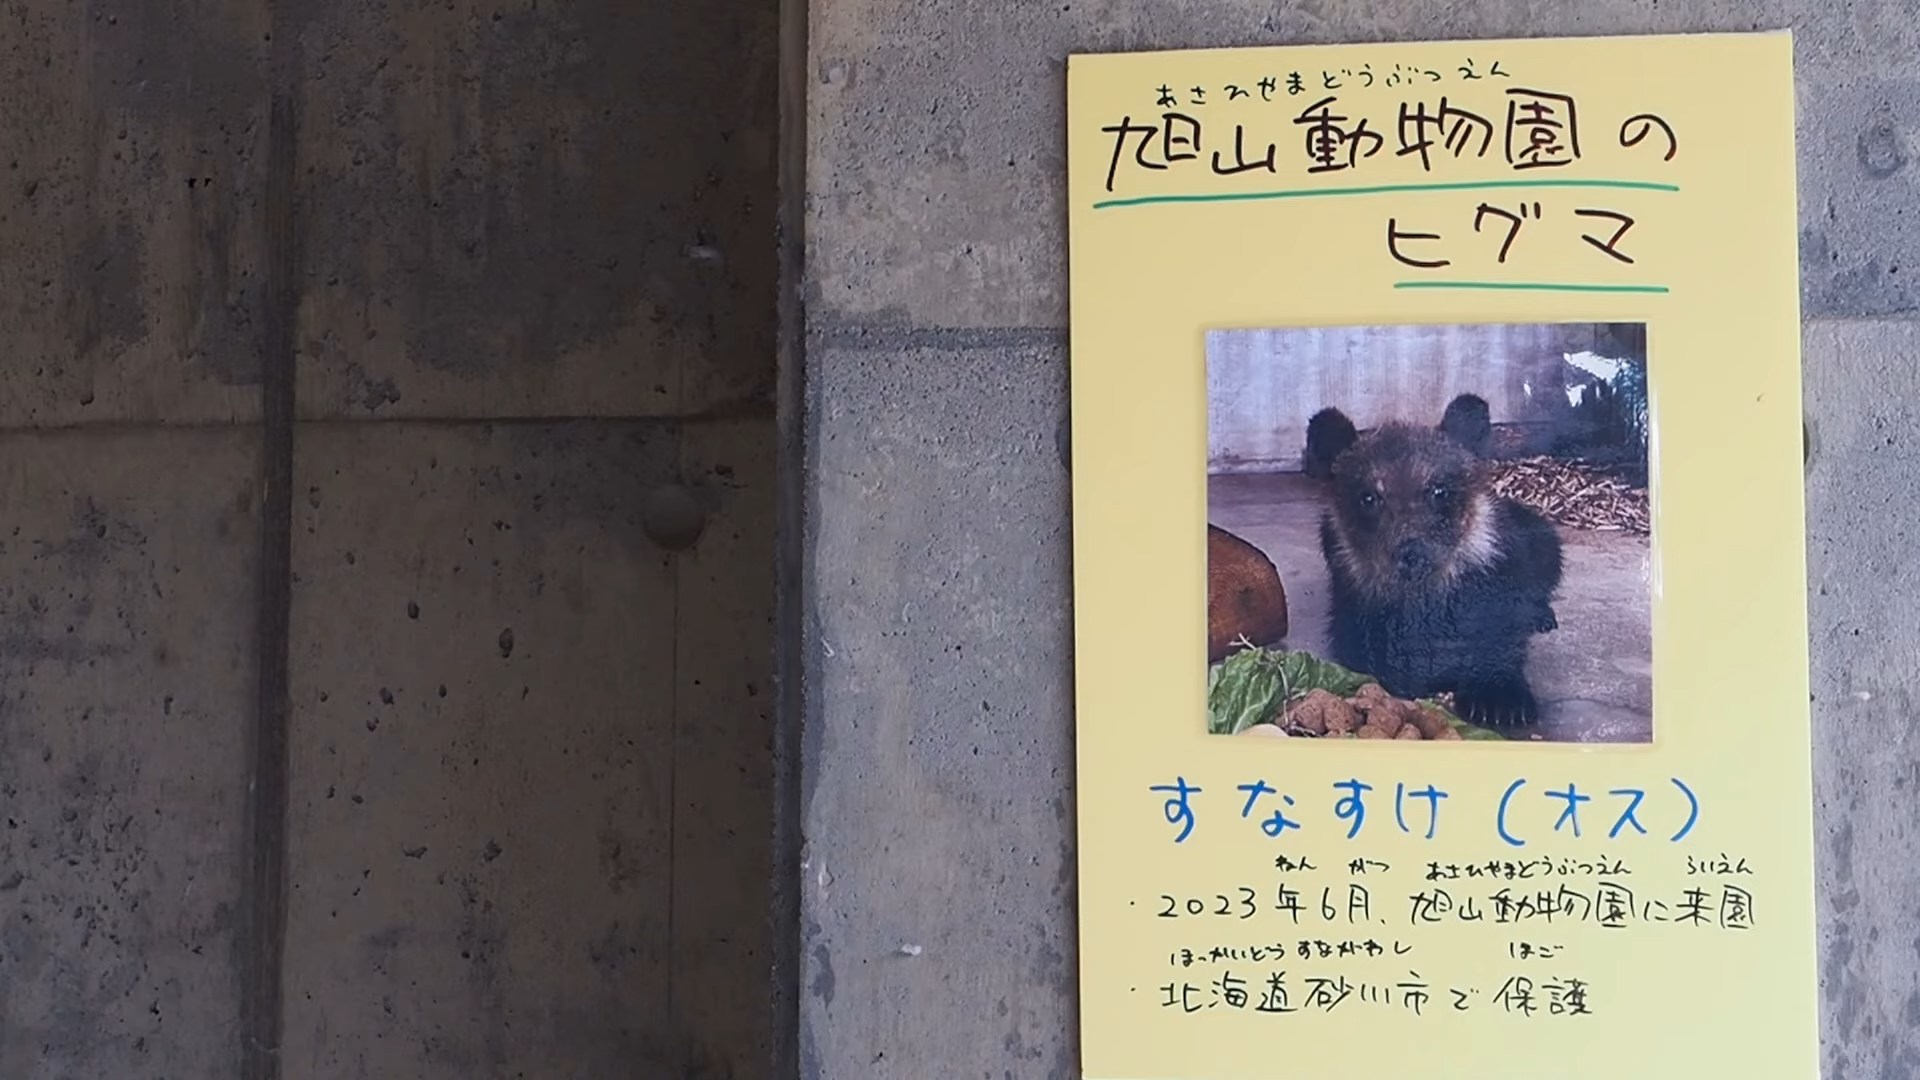 あさひやまどうぶつえん
旭山動物園の
ヒグマ
すなすけ(オス)
ねん がつ あさひやまどうぶつえん らいえん
・2023年6月、旭山動物園に来園
ほっかいどう すながわし ほご
・北海道砂川市で保護